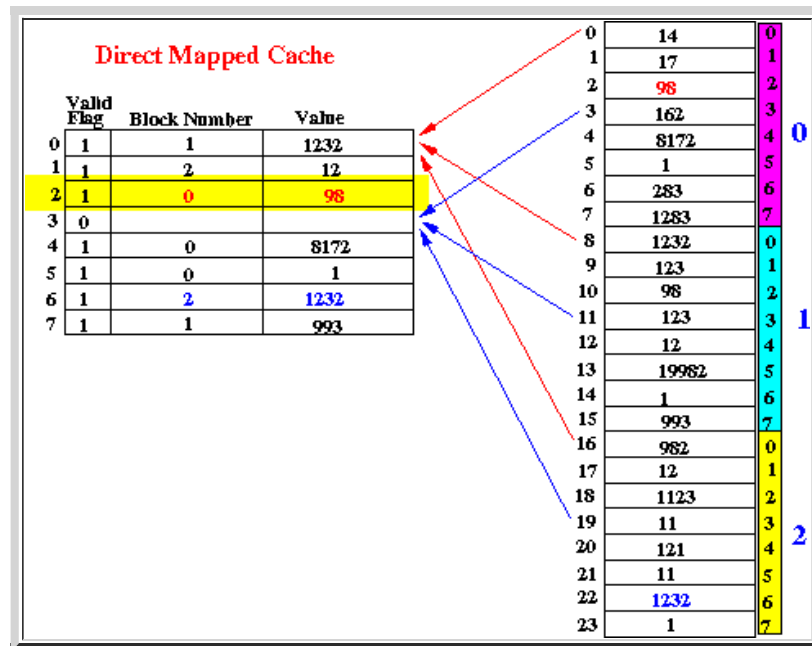 Direct Mapped Cache
Valid Flag Block Number Value
0 1 1 1232
1 1 2 12
2 1 0 98
3 0
4 1 0 8172
5 1 0 1
6 1 2 1232
7 1 1 993
0 14 0
1 17 1
2 98 2
3 162 3
4 8172 4
5 1 5
6 283 6
7 1283 7
0
8 1232 0
9 123 1
10 98 2
11 123 3
12 12 4
13 19982 5
14 1 6
15 993 7
1
16 982 0
17 12 1
18 1123 2
19 11 3
20 121 4
21 11 5
22 1232 6
23 1 7
2